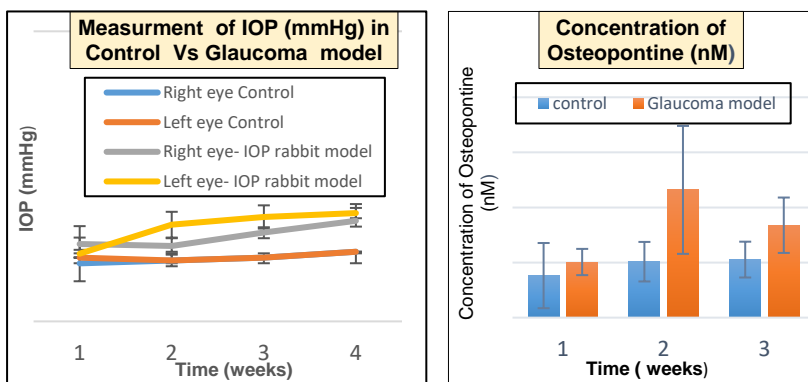 Measurment of IOP (mmHg) in
Control Vs Glaucoma model
Right eye Control
Left eye Control
Right eye- IOP rabbit model
Left eye- IOP rabbit model
IOP (mmHg)
1 2 3 4
Time (weeks)
Concentration of
Osteopontine (nM)
control Glaucoma model
Concentration of Osteopontine
(nM)
1 2 3
Time ( weeks)